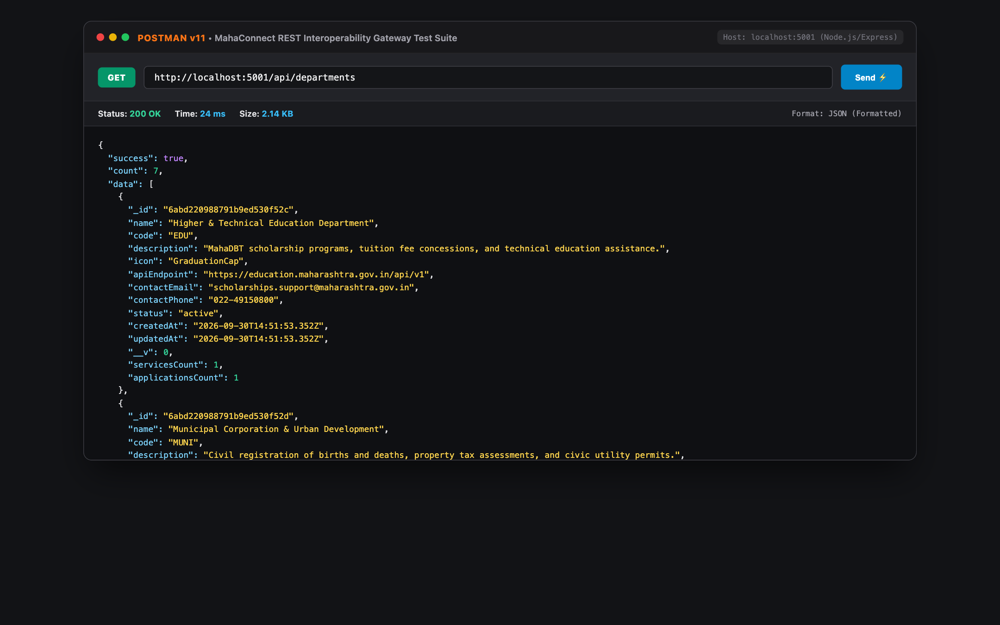 POSTMAN v11 • MahaConnect REST Interoperability Gateway Test Suite
Host: localhost:5001 (Node.js/Express)
GET
http://localhost:5001/api/departments
Send ⚡
Status: 200 OK Time: 24 ms Size: 2.14 KB
Format: JSON (Formatted)
{
  "success": true,
  "count": 7,
  "data": [
    {
      "_id": "6abd220988791b9ed530f52c",
      "name": "Higher & Technical Education Department",
      "code": "EDU",
      "description": "MahaDBT scholarship programs, tuition fee concessions, and technical education assistance.",
      "icon": "GraduationCap",
      "apiEndpoint": "https://education.maharashtra.gov.in/api/v1",
      "contactEmail": "scholarships.support@maharashtra.gov.in",
      "contactPhone": "022-49150800",
      "status": "active",
      "createdAt": "2026-09-30T14:51:53.352Z",
      "updatedAt": "2026-09-30T14:51:53.352Z",
      "__v": 0,
      "servicesCount": 1,
      "applicationsCount": 1
    },
    {
      "_id": "6abd220988791b9ed530f52d",
      "name": "Municipal Corporation & Urban Development",
      "code": "MUNI",
      "description": "Civil registration of births and deaths, property tax assessments, and civic utility permits.",